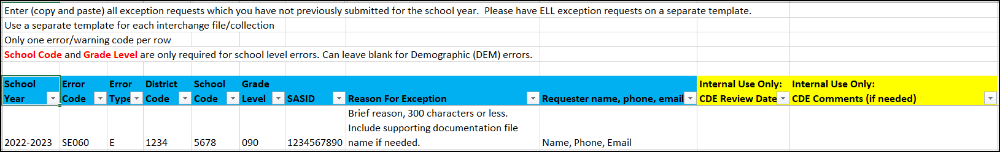 Enter (copy and paste) all exception requests which you have not previously submitted for the school year.  Please have ELL exception requests on a separate template.
Use a separate template for each interchange file/collection
Only one error/warning code per row
School Code and Grade Level are only required for school level errors. Can leave blank for Demographic (DEM) errors.
School Error Error District School Grade Internal Use Only: Internal Use Only:
Year Code Type Code Code Level SASID Reason For Exception Requester name, phone, email CDE Review Date CDE Comments (if needed)
Brief reason, 300 characters or less.
Include supporting documentation file
2022-2023 SE060 E 1234 5678 090 1234567890 name if needed. Name, Phone, Email